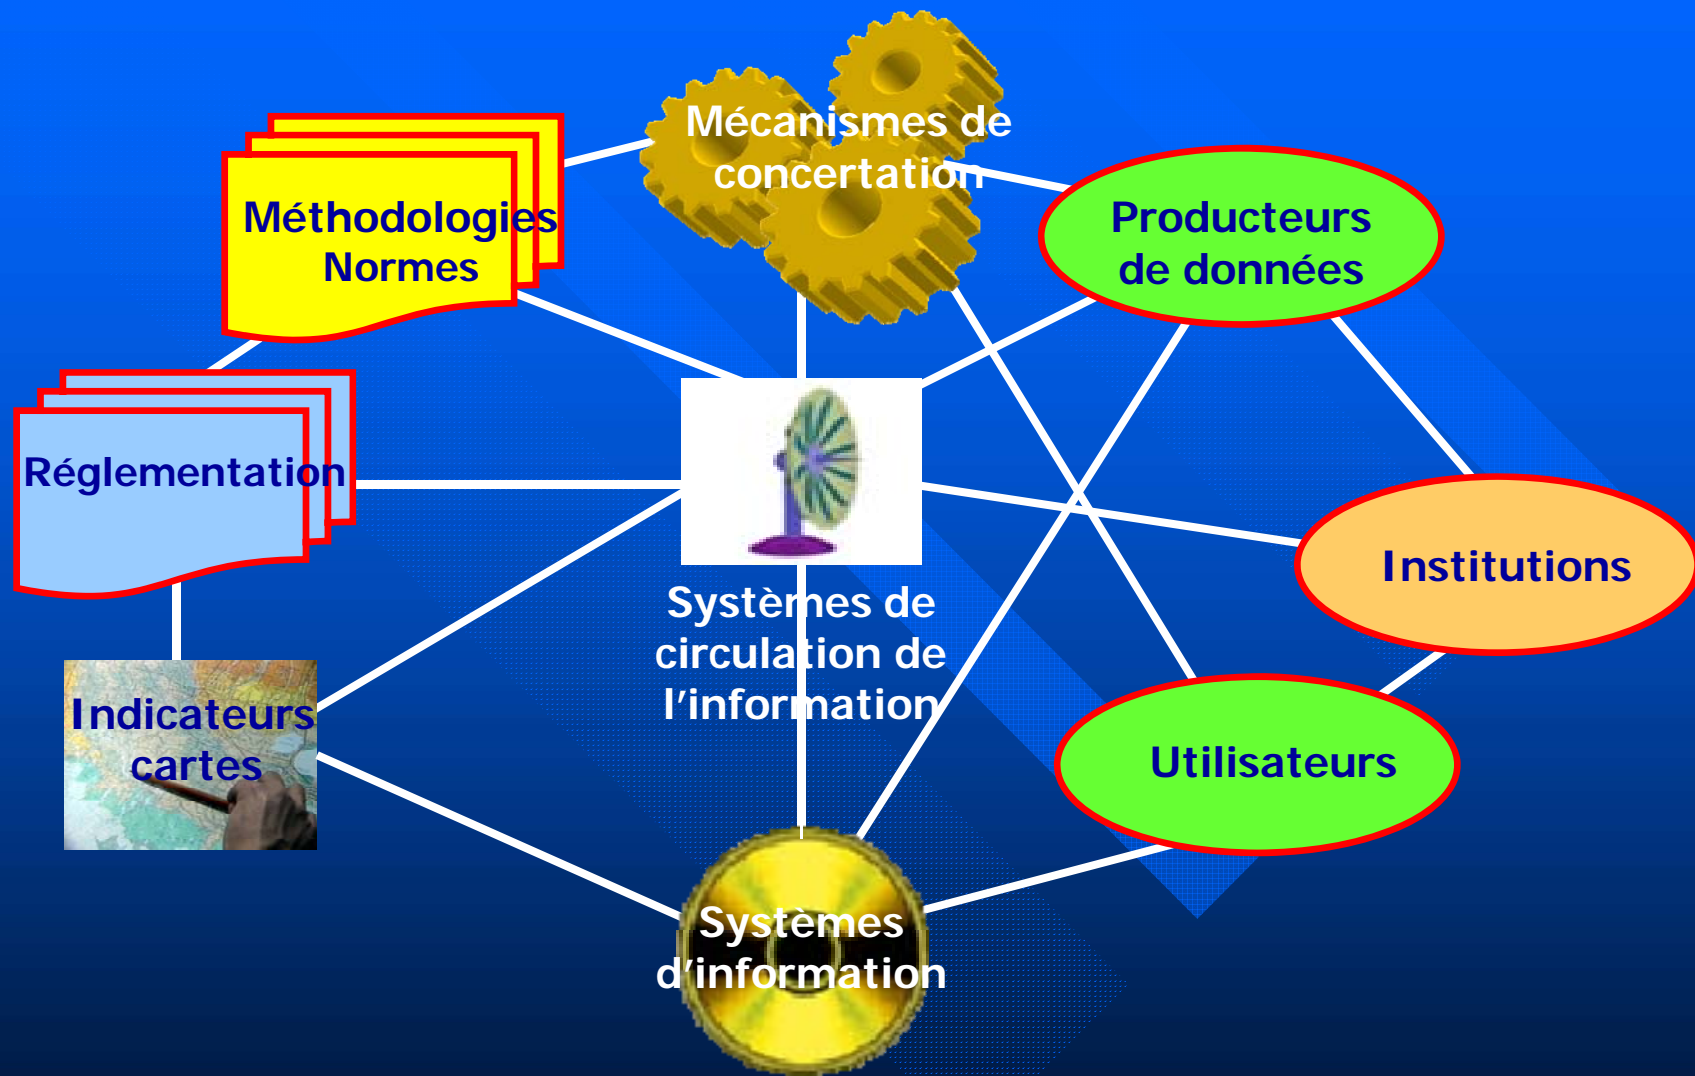 Mécanismes de
concertation
Méthodologies
Normes
Producteurs
de données
Réglementation
Institutions
Systèmes de
circulation de
l'information
Indicateurs
cartes
Utilisateurs
Systèmes
d'information